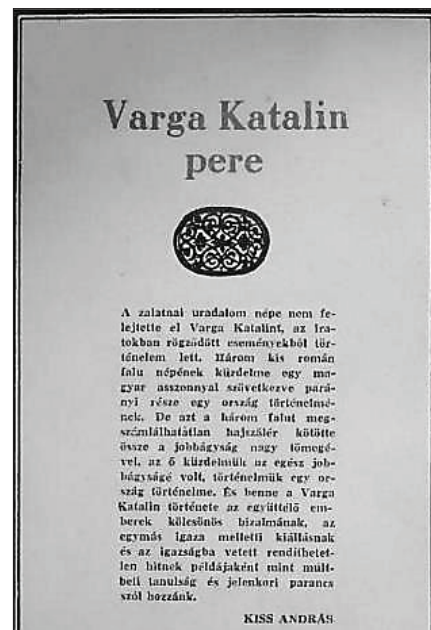 Varga Katalin
pere
A zalatnai uradalom népe nem fe-
lejtette el Varga Katalint, az ira-
tokban rögződött eseményekből tör-
ténelem lett. Három kis román
falu népének küzdelme egy ma-
gyar asszonnyal szövetkezve pará-
nyi része egy ország történelmé-
nek. De azt a három falut meg-
számlálhatatlan hajszálér kötötte
össze a jobbágyság nagy tömegé-
vel, az ő küzdelmük az egész job-
bágyságé volt, történelmük egy or-
szág történelme. És benne a Varga
Katalin története az együttélő em-
berek kölcsönös bizalmának, az
egymás igaza melletti kiállásnak
és az igazságba vetett rendíthetet-
len hitnek példájaként mint múlt-
beli tanulság és jelenkori parancs
szól hozzánk.
KISS ANDRÁS